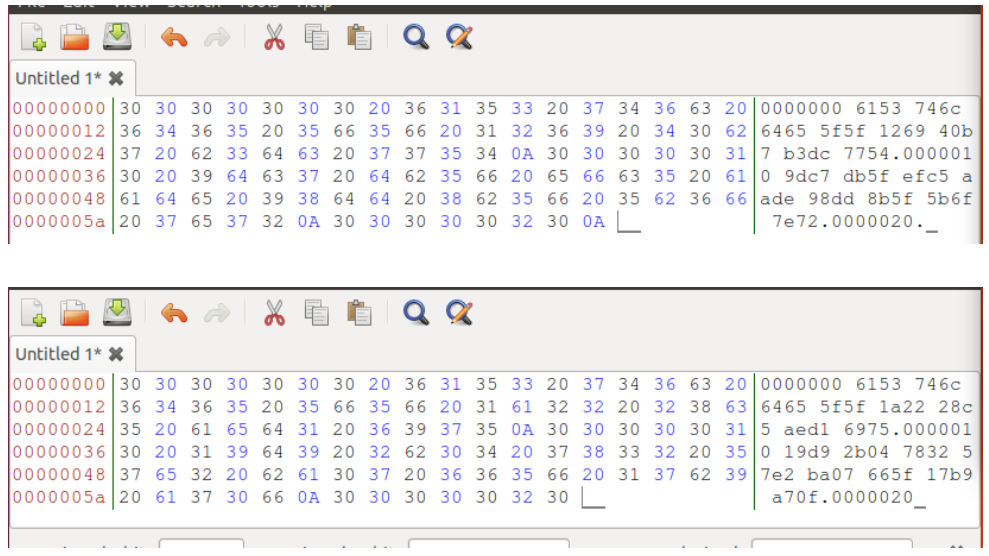 Untitled 1*
00000000 30 30 30 30 30 30 30 20 36 31 35 33 20 37 34 36 63 20 0000000 6153 746c
00000012 36 34 36 35 20 35 66 35 66 20 31 32 36 39 20 34 30 62 6465 5f5f 1269 40b
00000024 37 20 62 33 64 63 20 37 37 35 34 0A 30 30 30 30 30 31 7 b3dc 7754.000001
00000036 30 20 39 64 63 37 20 64 62 35 66 20 65 66 63 35 20 61 0 9dc7 db5f efc5 a
00000048 61 64 65 20 39 38 64 64 20 38 62 35 66 20 35 62 36 66 ade 98dd 8b5f 5b6f
0000005a 20 37 65 37 32 0A 30 30 30 30 30 32 30 0A 7e72.0000020._
Untitled 1*
00000000 30 30 30 30 30 30 30 20 36 31 35 33 20 37 34 36 63 20 0000000 6153 746c
00000012 36 34 36 35 20 35 66 35 66 20 31 61 32 32 20 32 38 63 6465 5f5f 1a22 28c
00000024 35 20 61 65 64 31 20 36 39 37 35 0A 30 30 30 30 30 31 5 aed1 6975.000001
00000036 30 20 31 39 64 39 20 32 62 30 34 20 37 38 33 32 20 35 0 19d9 2b04 7832 5
00000048 37 65 32 20 62 61 30 37 20 36 36 35 66 20 31 37 62 39 7e2 ba07 665f 17b9
0000005a 20 61 37 30 66 0A 30 30 30 30 30 32 30 a70f.0000020_